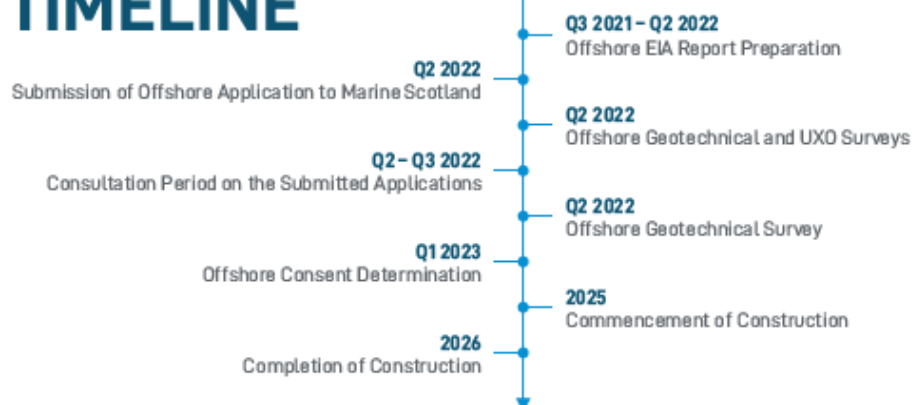 TIMELINE
Q3 2021 – Q2 2022
Offshore EIA Report Preparation
Q2 2022
Submission of Offshore Application to Marine Scotland
Q2 2022
Offshore Geotechnical and UXO Surveys
Q2 – Q3 2022
Consultation Period on the Submitted Applications
Q2 2022
Offshore Geotechnical Survey
Q1 2023
Offshore Consent Determination
2025
Commencement of Construction
2026
Completion of Construction